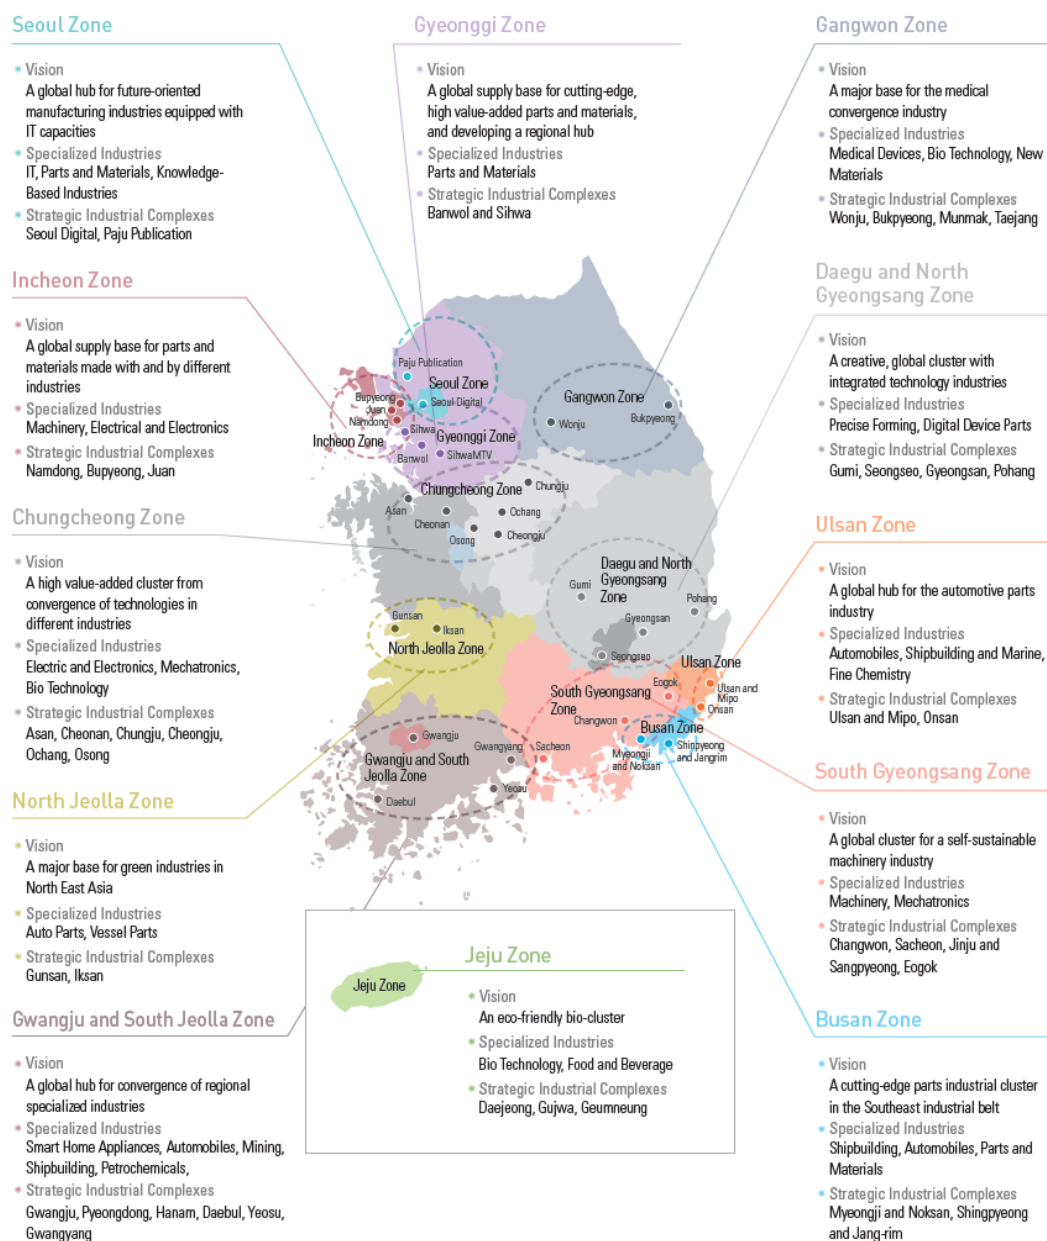 Seoul Zone
* Vision
A global hub for future-oriented
manufacturing industries equipped with
IT capacities
* Specialized Industries
IT, Parts and Materials, Knowledge-
Based Industries
* Strategic Industrial Complexes
Seoul Digital, Paju Publication
Gyeonggi Zone
* Vision
A global supply base for cutting-edge,
high value-added parts and materials,
and developing a regional hub
* Specialized Industries
Parts and Materials
* Strategic Industrial Complexes
Banwol and Sihwa
Gangwon Zone
* Vision
A major base for the medical
convergence industry
* Specialized Industries
Medical Devices, Bio Technology, New
Materials
* Strategic Industrial Complexes
Wonju, Bukpyeong, Munmak, Taejang
Incheon Zone
* Vision
A global supply base for parts and
materials made with and by different
industries
* Specialized Industries
Machinery, Electrical and Electronics
* Strategic Industrial Complexes
Namdong, Bupyeong, Juan
Daegu and North
Gyeongsang Zone
* Vision
A creative, global cluster with
integrated technology industries
* Specialized Industries
Precise Forming, Digital Device Parts
* Strategic Industrial Complexes
Gumi, Seongseo, Gyeongsan, Pohang
Chungcheong Zone
* Vision
A high value-added cluster from
convergence of technologies in
different industries
* Specialized Industries
Electric and Electronics, Mechatronics,
Bio Technology
* Strategic Industrial Complexes
Asan, Cheonan, Chungju, Cheongju,
Ochang, Osong
Ulsan Zone
* Vision
A global hub for the automotive parts
industry
* Specialized Industries
Automobiles, Shipbuilding and Marine,
Fine Chemistry
* Strategic Industrial Complexes
Ulsan and Mipo, Onsan
North Jeolla Zone
* Vision
A major base for green industries in
North East Asia
* Specialized Industries
Auto Parts, Vessel Parts
* Strategic Industrial Complexes
Gunsan, Iksan
South Gyeongsang Zone
* Vision
A global cluster for a self-sustainable
machinery industry
* Specialized Industries
Machinery, Mechatronics
* Strategic Industrial Complexes
Changwon, Sacheon, Jinju and
Sangpyeong, Eogok
Gwangju and South Jeolla Zone
* Vision
A global hub for convergence of regional
specialized industries
* Specialized Industries
Smart Home Appliances, Automobiles, Mining,
Shipbuilding, Petrochemicals,
* Strategic Industrial Complexes
Gwangju, Pyeongdong, Hanam, Daebul, Yeosu,
Gwangyang
Jeju Zone
* Vision
An eco-friendly bio-cluster
* Specialized Industries
Bio Technology, Food and Beverage
* Strategic Industrial Complexes
Daejeong, Gujwa, Geumneung
Jeju Zone
Busan Zone
* Vision
A cutting-edge parts industrial cluster
in the Southeast industrial belt
* Specialized Industries
Shipbuilding, Automobiles, Parts and
Materials
* Strategic Industrial Complexes
Myeongji and Noksan, Shingpyeong
and Jang-rim
Paju Publication
Seoul Zone
Seoul Digital
Bupyeong
Juan
Namdong
Incheon Zone
Sihwa
Gyeonggi Zone
Banwol
SihwaMTV
Gangwon Zone
Wonju
Bukpyeong
Chungcheong Zone
Chungju
Asan
Cheonan
Ochang
Osong
Cheongju
Daegu and North
Gyeongsang
Zone
Gumi
Pohang
Gyeongsan
Seongseo
Gunsan
Iksan
North Jeolla Zone
Ulsan Zone
Ulsan and
Mipo
Onsan
Eogok
South Gyeongsang
Zone
Changwon
Busan Zone
Myeongji
and Noksan
Shinpyeong
and Jangrim
Gwangju
Gwangyang
Sacheon
Gwangju and South
Jeolla Zone
Yeosu
Daebul